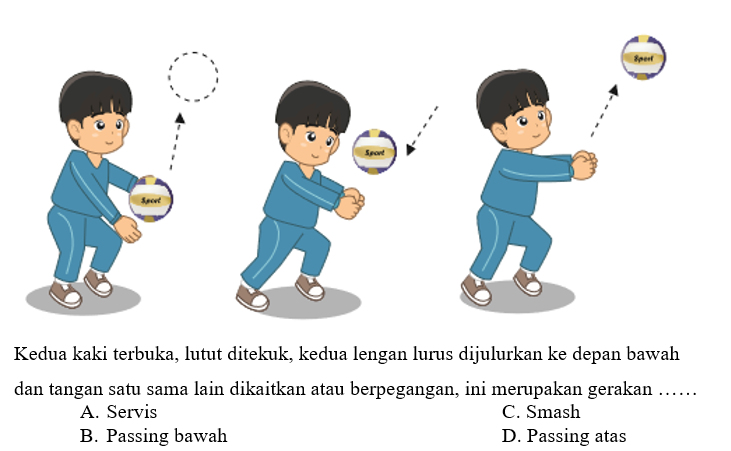 Sport
Sport
Sport
Kedua kaki terbuka, lutut ditekuk, kedua lengan lurus dijulurkan ke depan bawah
dan tangan satu sama lain dikaitkan atau berpegangan, ini merupakan gerakan ……
A. Servis
C. Smash
B. Passing bawah
D. Passing atas